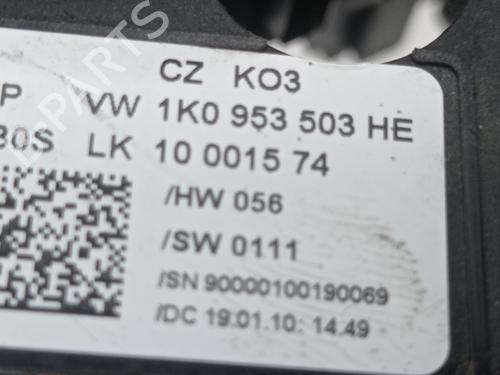 CZ KO3
P VW 1K0 953 503 HE
30S LK 10 0015 74
/HW 056
/SW 0111
/SN 90000100190069
/DC 19.01.10: 14.49